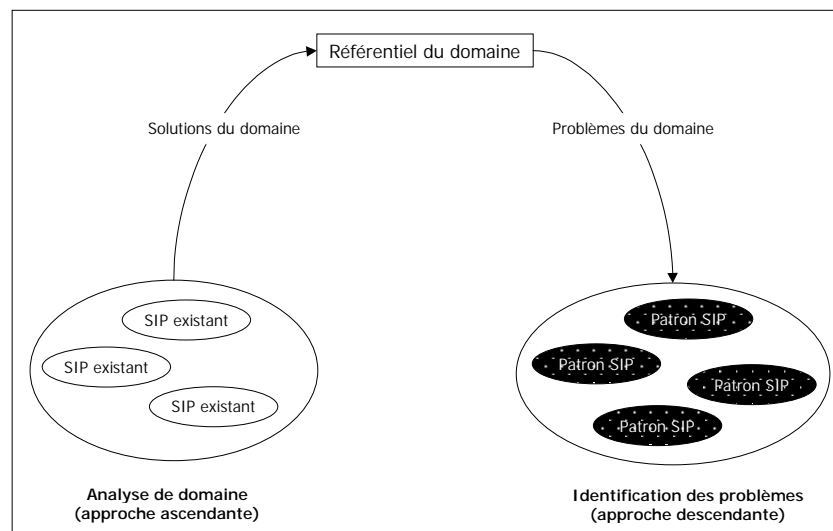 Référentiel du domaine
Solutions du domaine
Problèmes du domaine
SIP existant
SIP existant
SIP existant
Patron SIP
Patron SIP
Patron SIP
Patron SIP
Analyse de domaine
(approche ascendante)
Identification des problèmes
(approche descendante)